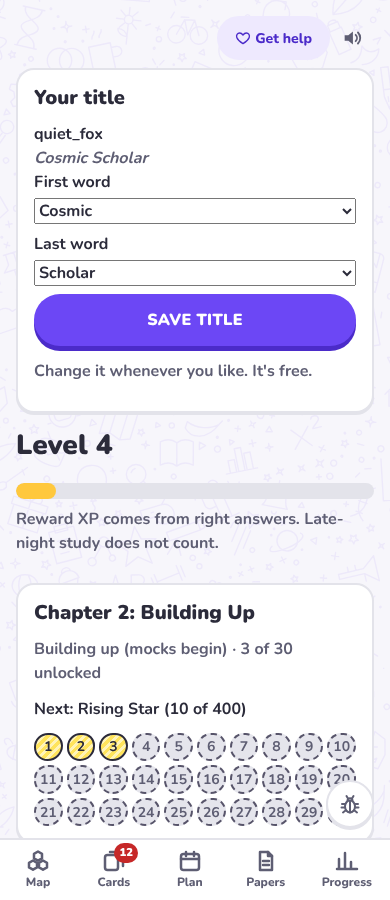 Get help
Your title
quiet_fox
Cosmic Scholar
First word
Cosmic
Last word
Scholar
SAVE TITLE
Change it whenever you like. It's free.
Level 4
Reward XP comes from right answers. Late-
night study does not count.
Chapter 2: Building Up
Building up (mocks begin) · 3 of 30
unlocked
Next: Rising Star (10 of 400)
1 2 3 4 5 6 7 8 9 10
11 12 13 14 15 16 17 18 19 20
21 22 23 24 25 26 27 28 29
12
Map Cards Plan Papers Progress